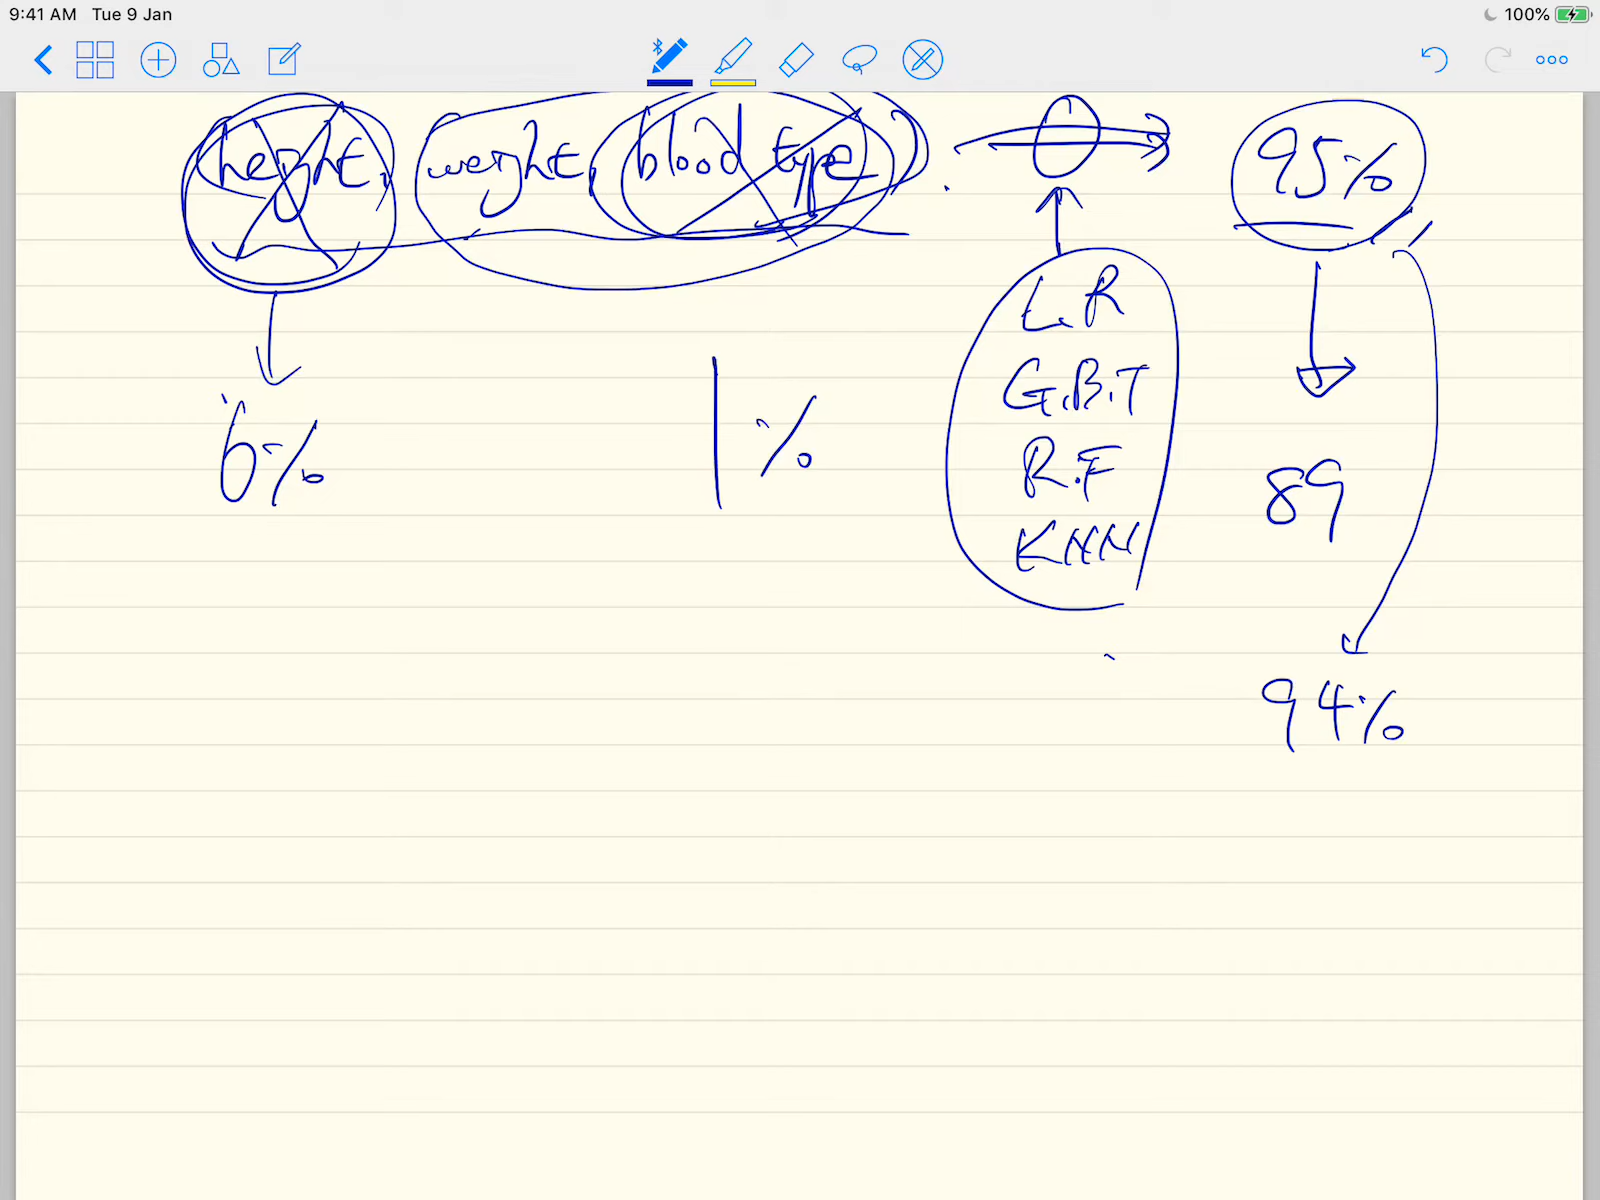 9:41 AM Tue 9 Jan
100%
height, weight, blood type)
95%
L.R
G.B.T
R.F
KNN
6%
1%
89
94%